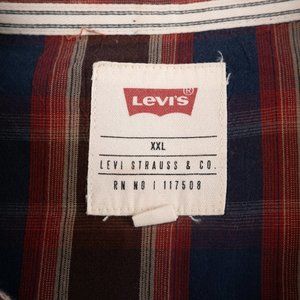 LEVI'S®
XXL
LEVI STRAUSS & CO.
RN NO | 117508